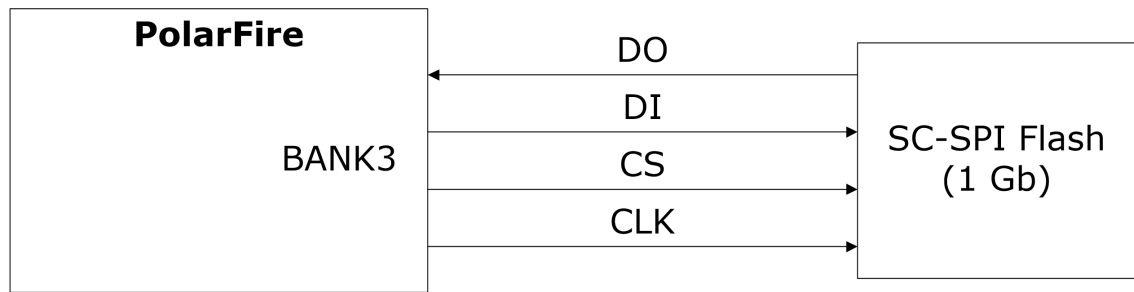 PolarFire
BANK3
DO
DI
CS
CLK
SC-SPI Flash
(1 Gb)